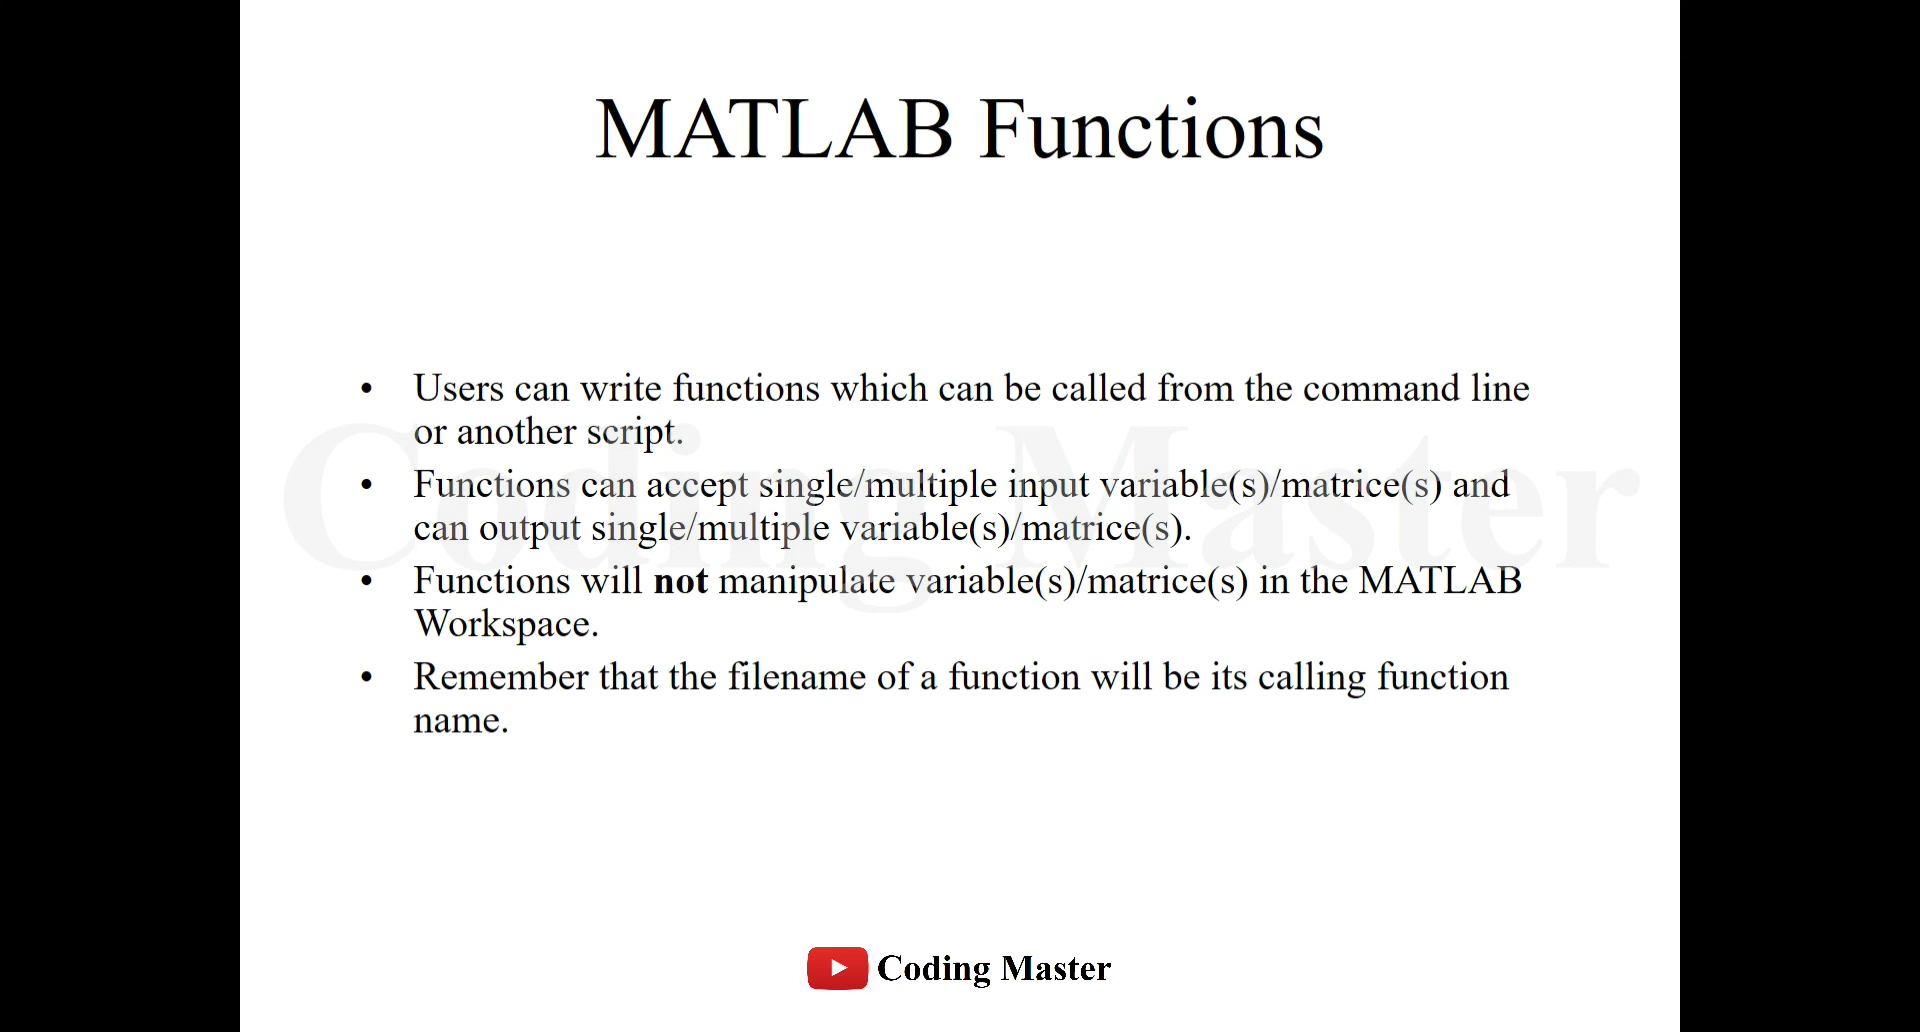 MATLAB Functions
• Users can write functions which can be called from the command line
or another script.
• Functions can accept single/multiple input variable(s)/matrice(s) and
can output single/multiple variable(s)/matrice(s).
• Functions will not manipulate variable(s)/matrice(s) in the MATLAB
Workspace.
• Remember that the filename of a function will be its calling function
name.
Coding Master
Coding Master